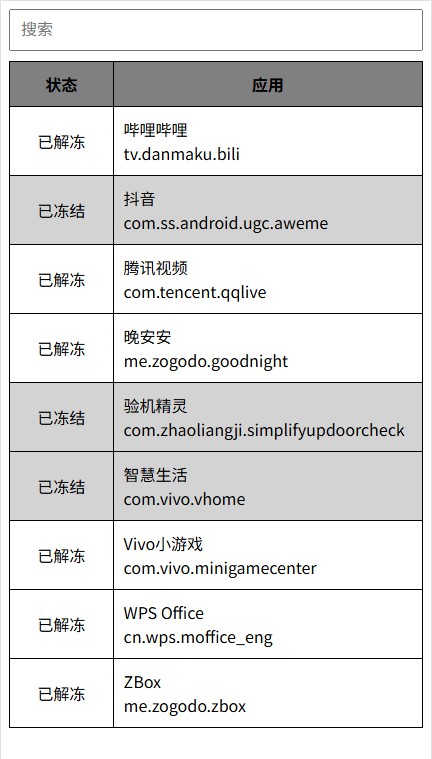 搜索
状态 应用
已解冻 哔哩哔哩
tv.danmaku.bili
已冻结 抖音
com.ss.android.ugc.aweme
已解冻 腾讯视频
com.tencent.qqlive
已解冻 晚安安
me.zogodo.goodnight
已冻结 验机精灵
com.zhaoliangji.simplifyupdoorcheck
已冻结 智慧生活
com.vivo.vhome
已解冻 Vivo小游戏
com.vivo.minigamecenter
已解冻 WPS Office
cn.wps.moffice_eng
已解冻 ZBox
me.zogodo.zbox